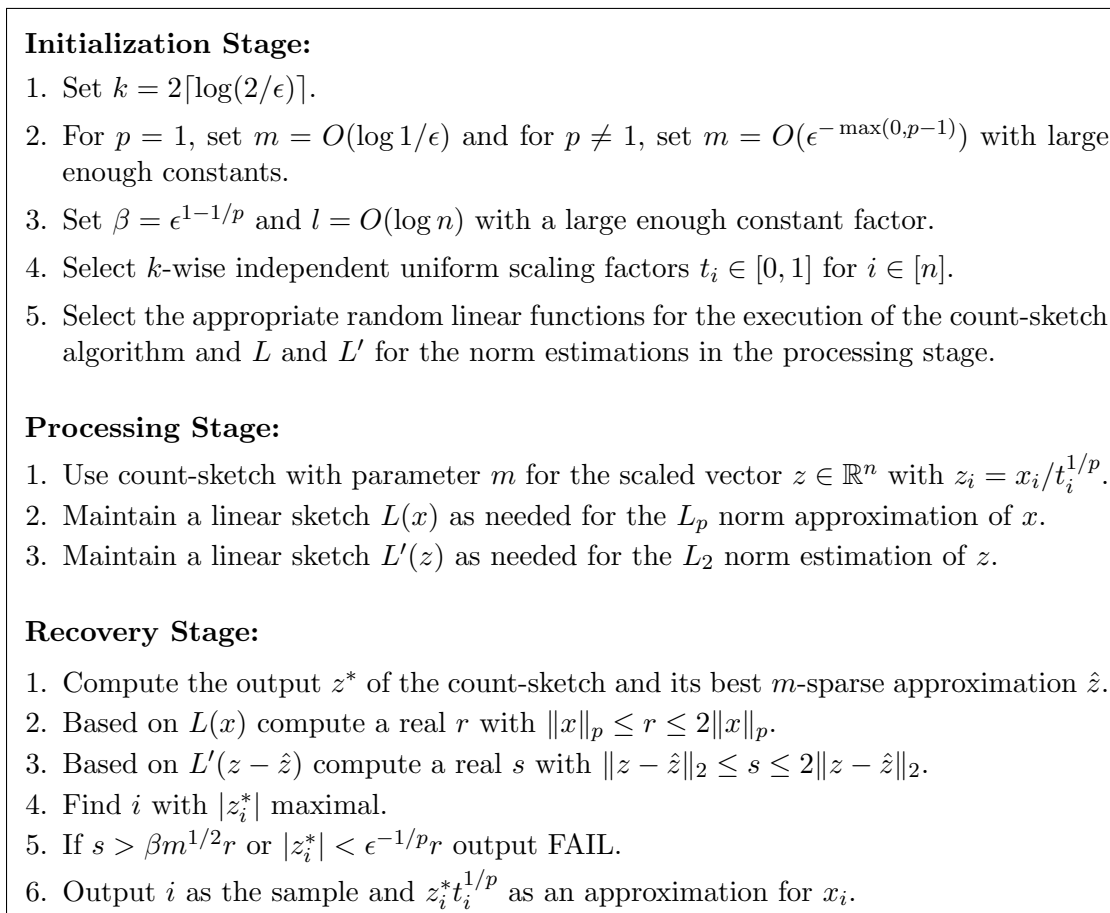 Initialization Stage:
1. Set k = 2⌈log(2/ϵ)⌉.
2. For p = 1, set m = O(log 1/ϵ) and for p ≠ 1, set m = O(ϵ^{− max(0,p−1)}) with large
enough constants.
3. Set β = ϵ^{1−1/p} and l = O(log n) with a large enough constant factor.
4. Select k-wise independent uniform scaling factors t_i ∈ [0, 1] for i ∈ [n].
5. Select the appropriate random linear functions for the execution of the count-sketch
algorithm and L and L′ for the norm estimations in the processing stage.
Processing Stage:
1. Use count-sketch with parameter m for the scaled vector z ∈ ℝ^n with z_i = x_i/t_i^{1/p}.
2. Maintain a linear sketch L(x) as needed for the L_p norm approximation of x.
3. Maintain a linear sketch L′(z) as needed for the L_2 norm estimation of z.
Recovery Stage:
1. Compute the output z* of the count-sketch and its best m-sparse approximation ẑ.
2. Based on L(x) compute a real r with ‖x‖_p ≤ r ≤ 2‖x‖_p.
3. Based on L′(z − ẑ) compute a real s with ‖z − ẑ‖_2 ≤ s ≤ 2‖z − ẑ‖_2.
4. Find i with |z*_i| maximal.
5. If s > βm^{1/2}r or |z*_i| < ϵ^{−1/p}r output FAIL.
6. Output i as the sample and z*_i t_i^{1/p} as an approximation for x_i.